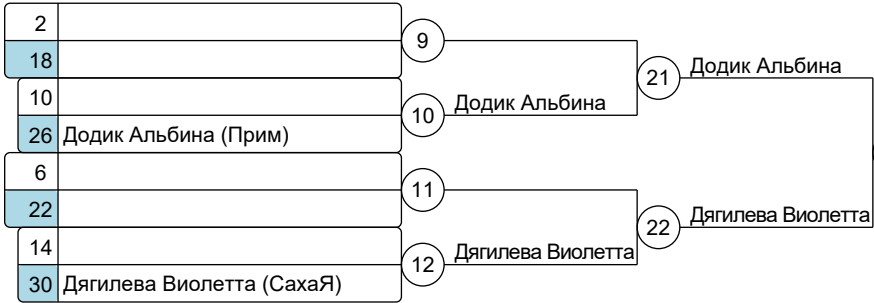 2
18
9
10
26 Додик Альбина (Прим)
10 Додик Альбина
21 Додик Альбина
6
22
11
14
30 Дягилева Виолетта (СахаЯ)
12 Дягилева Виолетта
22 Дягилева Виолетта